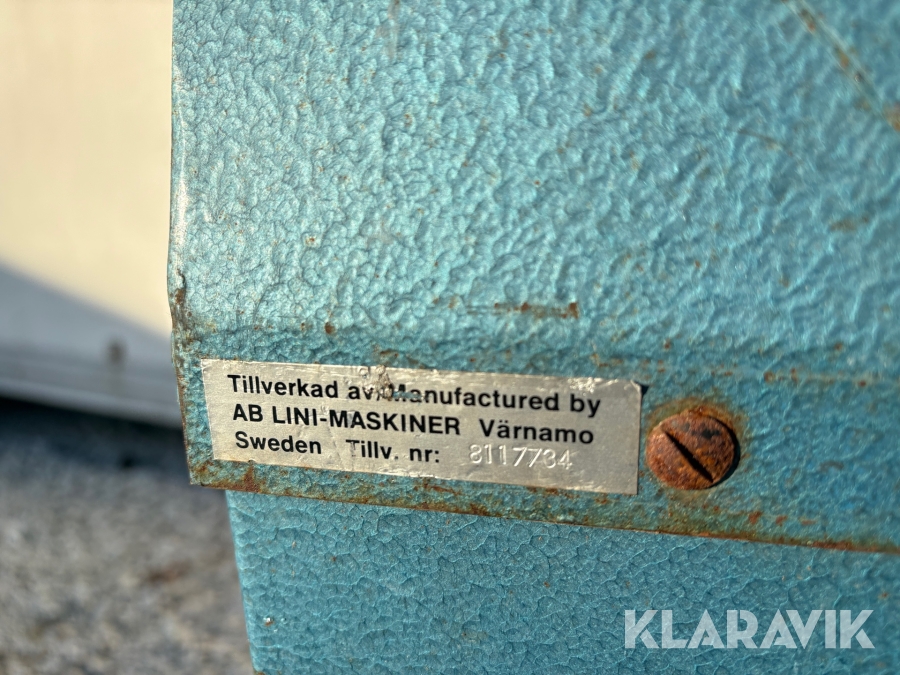 Tillverkad av/Manufactured by
AB LINI-MASKINER Värnamo
Sweden Tillv. nr: 8117734
KLARAVIK